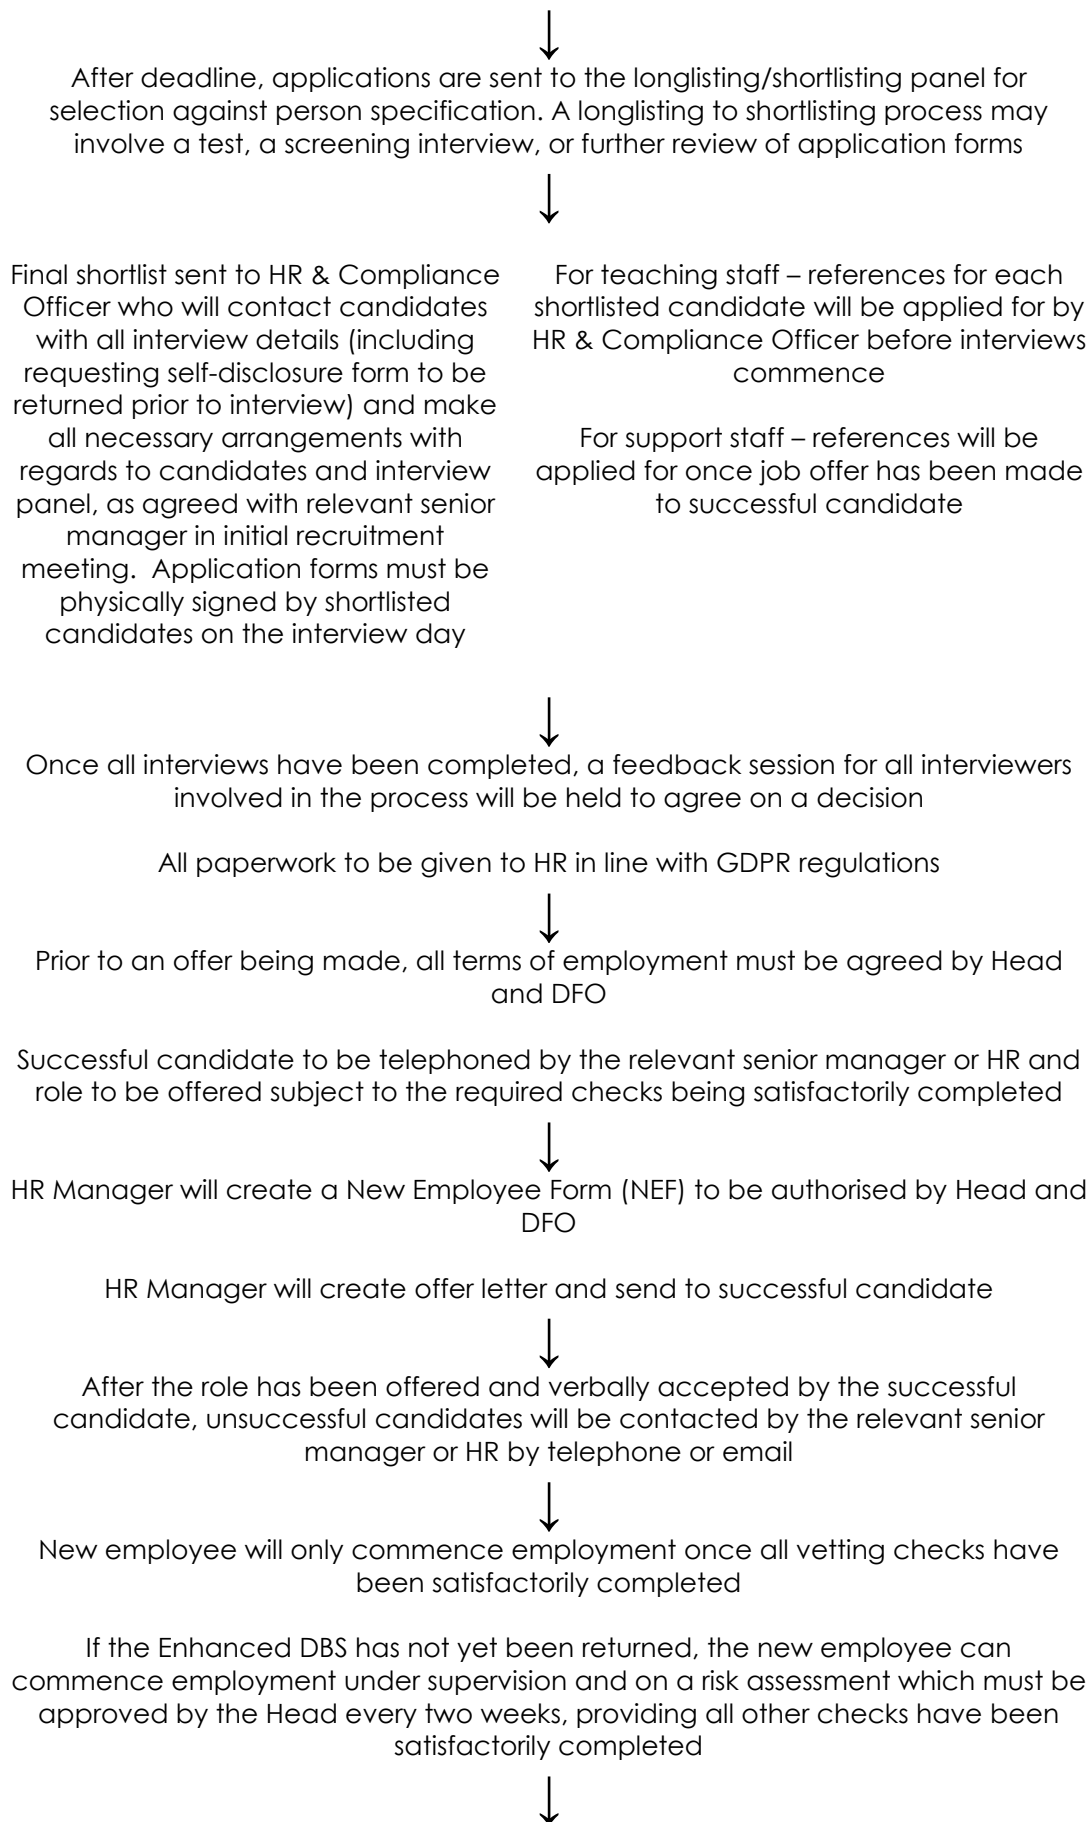 After deadline, applications are sent to the longlisting/shortlisting panel for
selection against person specification. A longlisting to shortlisting process may
involve a test, a screening interview, or further review of application forms
Final shortlist sent to HR & Compliance
Officer who will contact candidates
with all interview details (including
requesting self-disclosure form to be
returned prior to interview) and make
all necessary arrangements with
regards to candidates and interview
panel, as agreed with relevant senior
manager in initial recruitment
meeting.  Application forms must be
physically signed by shortlisted
candidates on the interview day
For teaching staff – references for each
shortlisted candidate will be applied for by
HR & Compliance Officer before interviews
commence
For support staff – references will be
applied for once job offer has been made
to successful candidate
Once all interviews have been completed, a feedback session for all interviewers
involved in the process will be held to agree on a decision
All paperwork to be given to HR in line with GDPR regulations
Prior to an offer being made, all terms of employment must be agreed by Head
and DFO
Successful candidate to be telephoned by the relevant senior manager or HR and
role to be offered subject to the required checks being satisfactorily completed
HR Manager will create a New Employee Form (NEF) to be authorised by Head and
DFO
HR Manager will create offer letter and send to successful candidate
After the role has been offered and verbally accepted by the successful
candidate, unsuccessful candidates will be contacted by the relevant senior
manager or HR by telephone or email
New employee will only commence employment once all vetting checks have
been satisfactorily completed
If the Enhanced DBS has not yet been returned, the new employee can
commence employment under supervision and on a risk assessment which must be
approved by the Head every two weeks, providing all other checks have been
satisfactorily completed